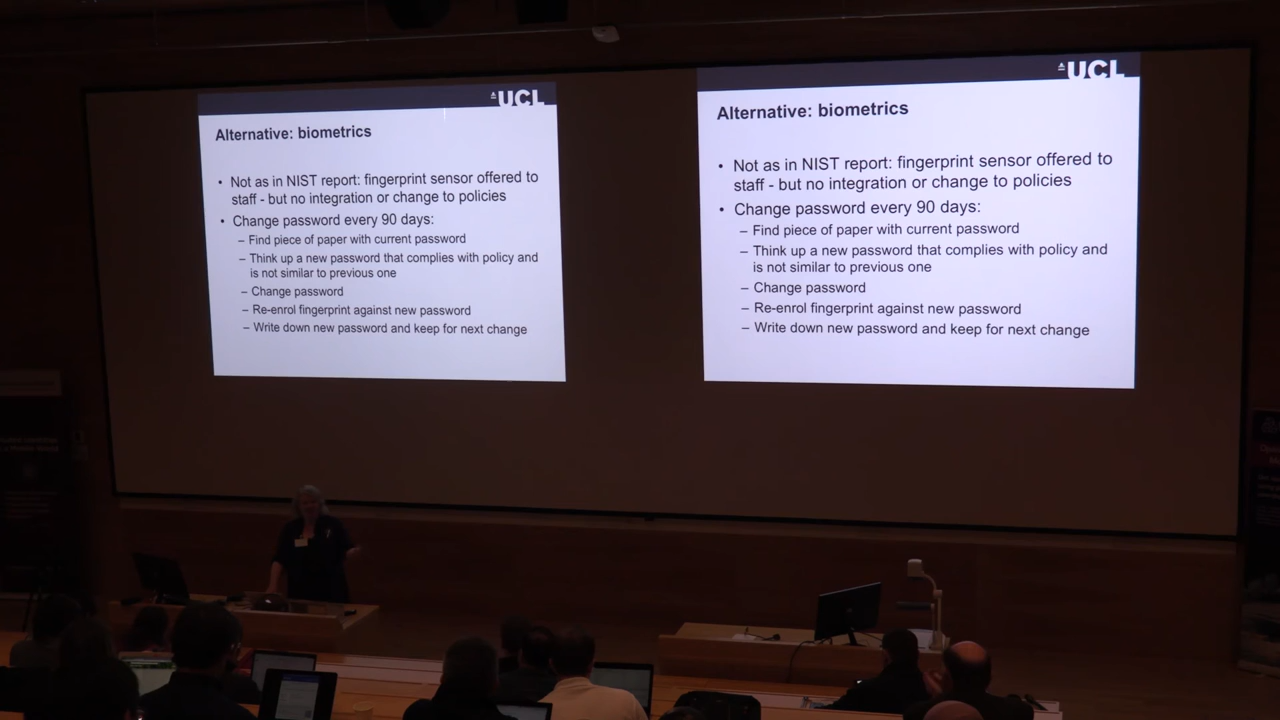 UCL
Alternative: biometrics
• Not as in NIST report: fingerprint sensor offered to
staff - but no integration or change to policies
• Change password every 90 days:
– Find piece of paper with current password
– Think up a new password that complies with policy and
is not similar to previous one
– Change password
– Re-enrol fingerprint against new password
– Write down new password and keep for next change
UCL
Alternative: biometrics
• Not as in NIST report: fingerprint sensor offered to
staff - but no integration or change to policies
• Change password every 90 days:
– Find piece of paper with current password
– Think up a new password that complies with policy and
is not similar to previous one
– Change password
– Re-enrol fingerprint against new password
– Write down new password and keep for next change